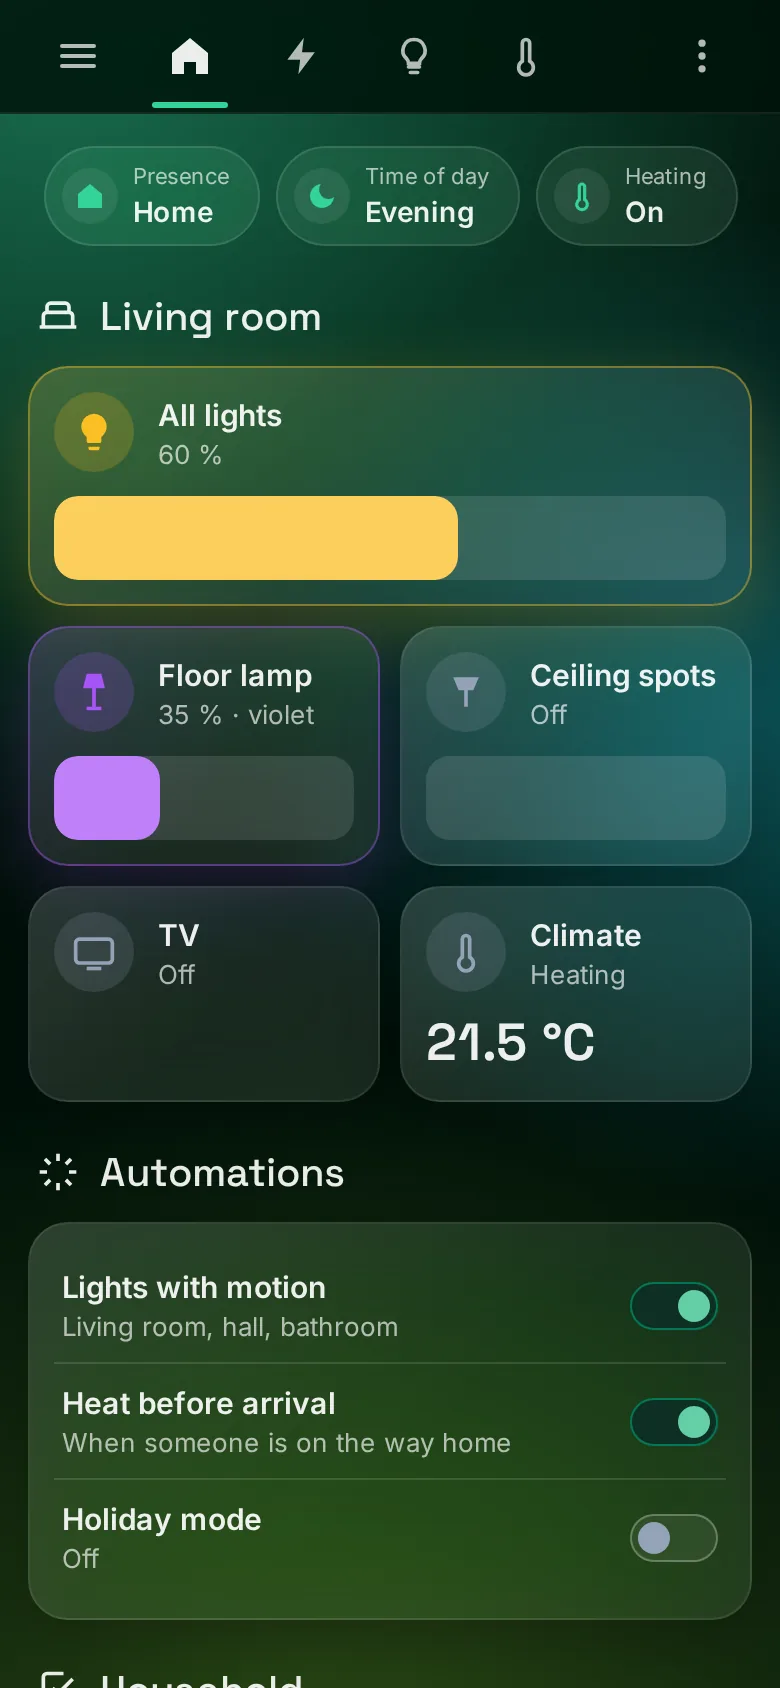 Presence
Home
Time of day
Evening
Heating
On
Living room
All lights
60 %
Floor lamp
35 % · violet
Ceiling spots
Off
TV
Off
Climate
Heating
21.5 °C
Automations
Lights with motion
Living room, hall, bathroom
Heat before arrival
When someone is on the way home
Holiday mode
Off
Household